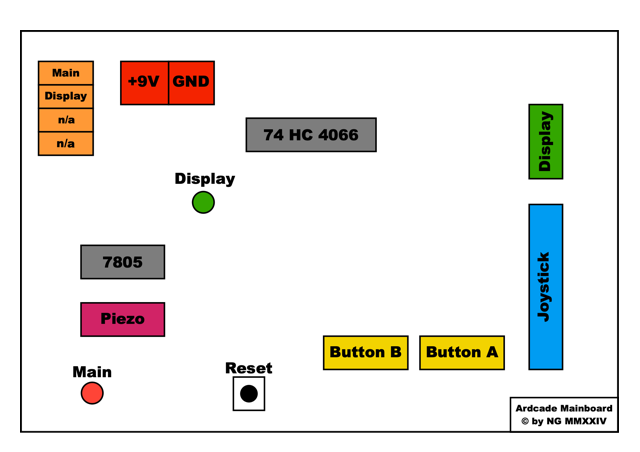 Main
Display
n/a
n/a
+9V
GND
74 HC 4066
Display
Display
7805
Joystick
Piezo
Button B
Button A
Main
Reset
Ardcade Mainboard
© by NG MMXXIV